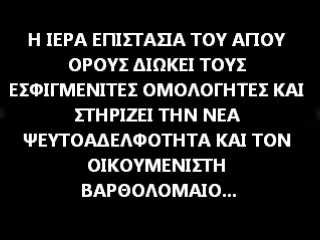 Η ΙΕΡΑ ΕΠΙΣΤΑΣΙΑ ΤΟΥ ΑΓΙΟΥ
ΟΡΟΥΣ ΔΙΩΚΕΙ ΤΟΥΣ
ΕΣΦΙΓΜΕΝΙΤΕΣ ΟΜΟΛΟΓΗΤΕΣ ΚΑΙ
ΣΤΗΡΙΖΕΙ ΤΗΝ ΝΕΑ
ΨΕΥΤΟΑΔΕΛΦΟΤΗΤΑ ΚΑΙ ΤΟΝ
ΟΙΚΟΥΜΕΝΙΣΤΗ
ΒΑΡΘΟΛΟΜΑΙΟ...